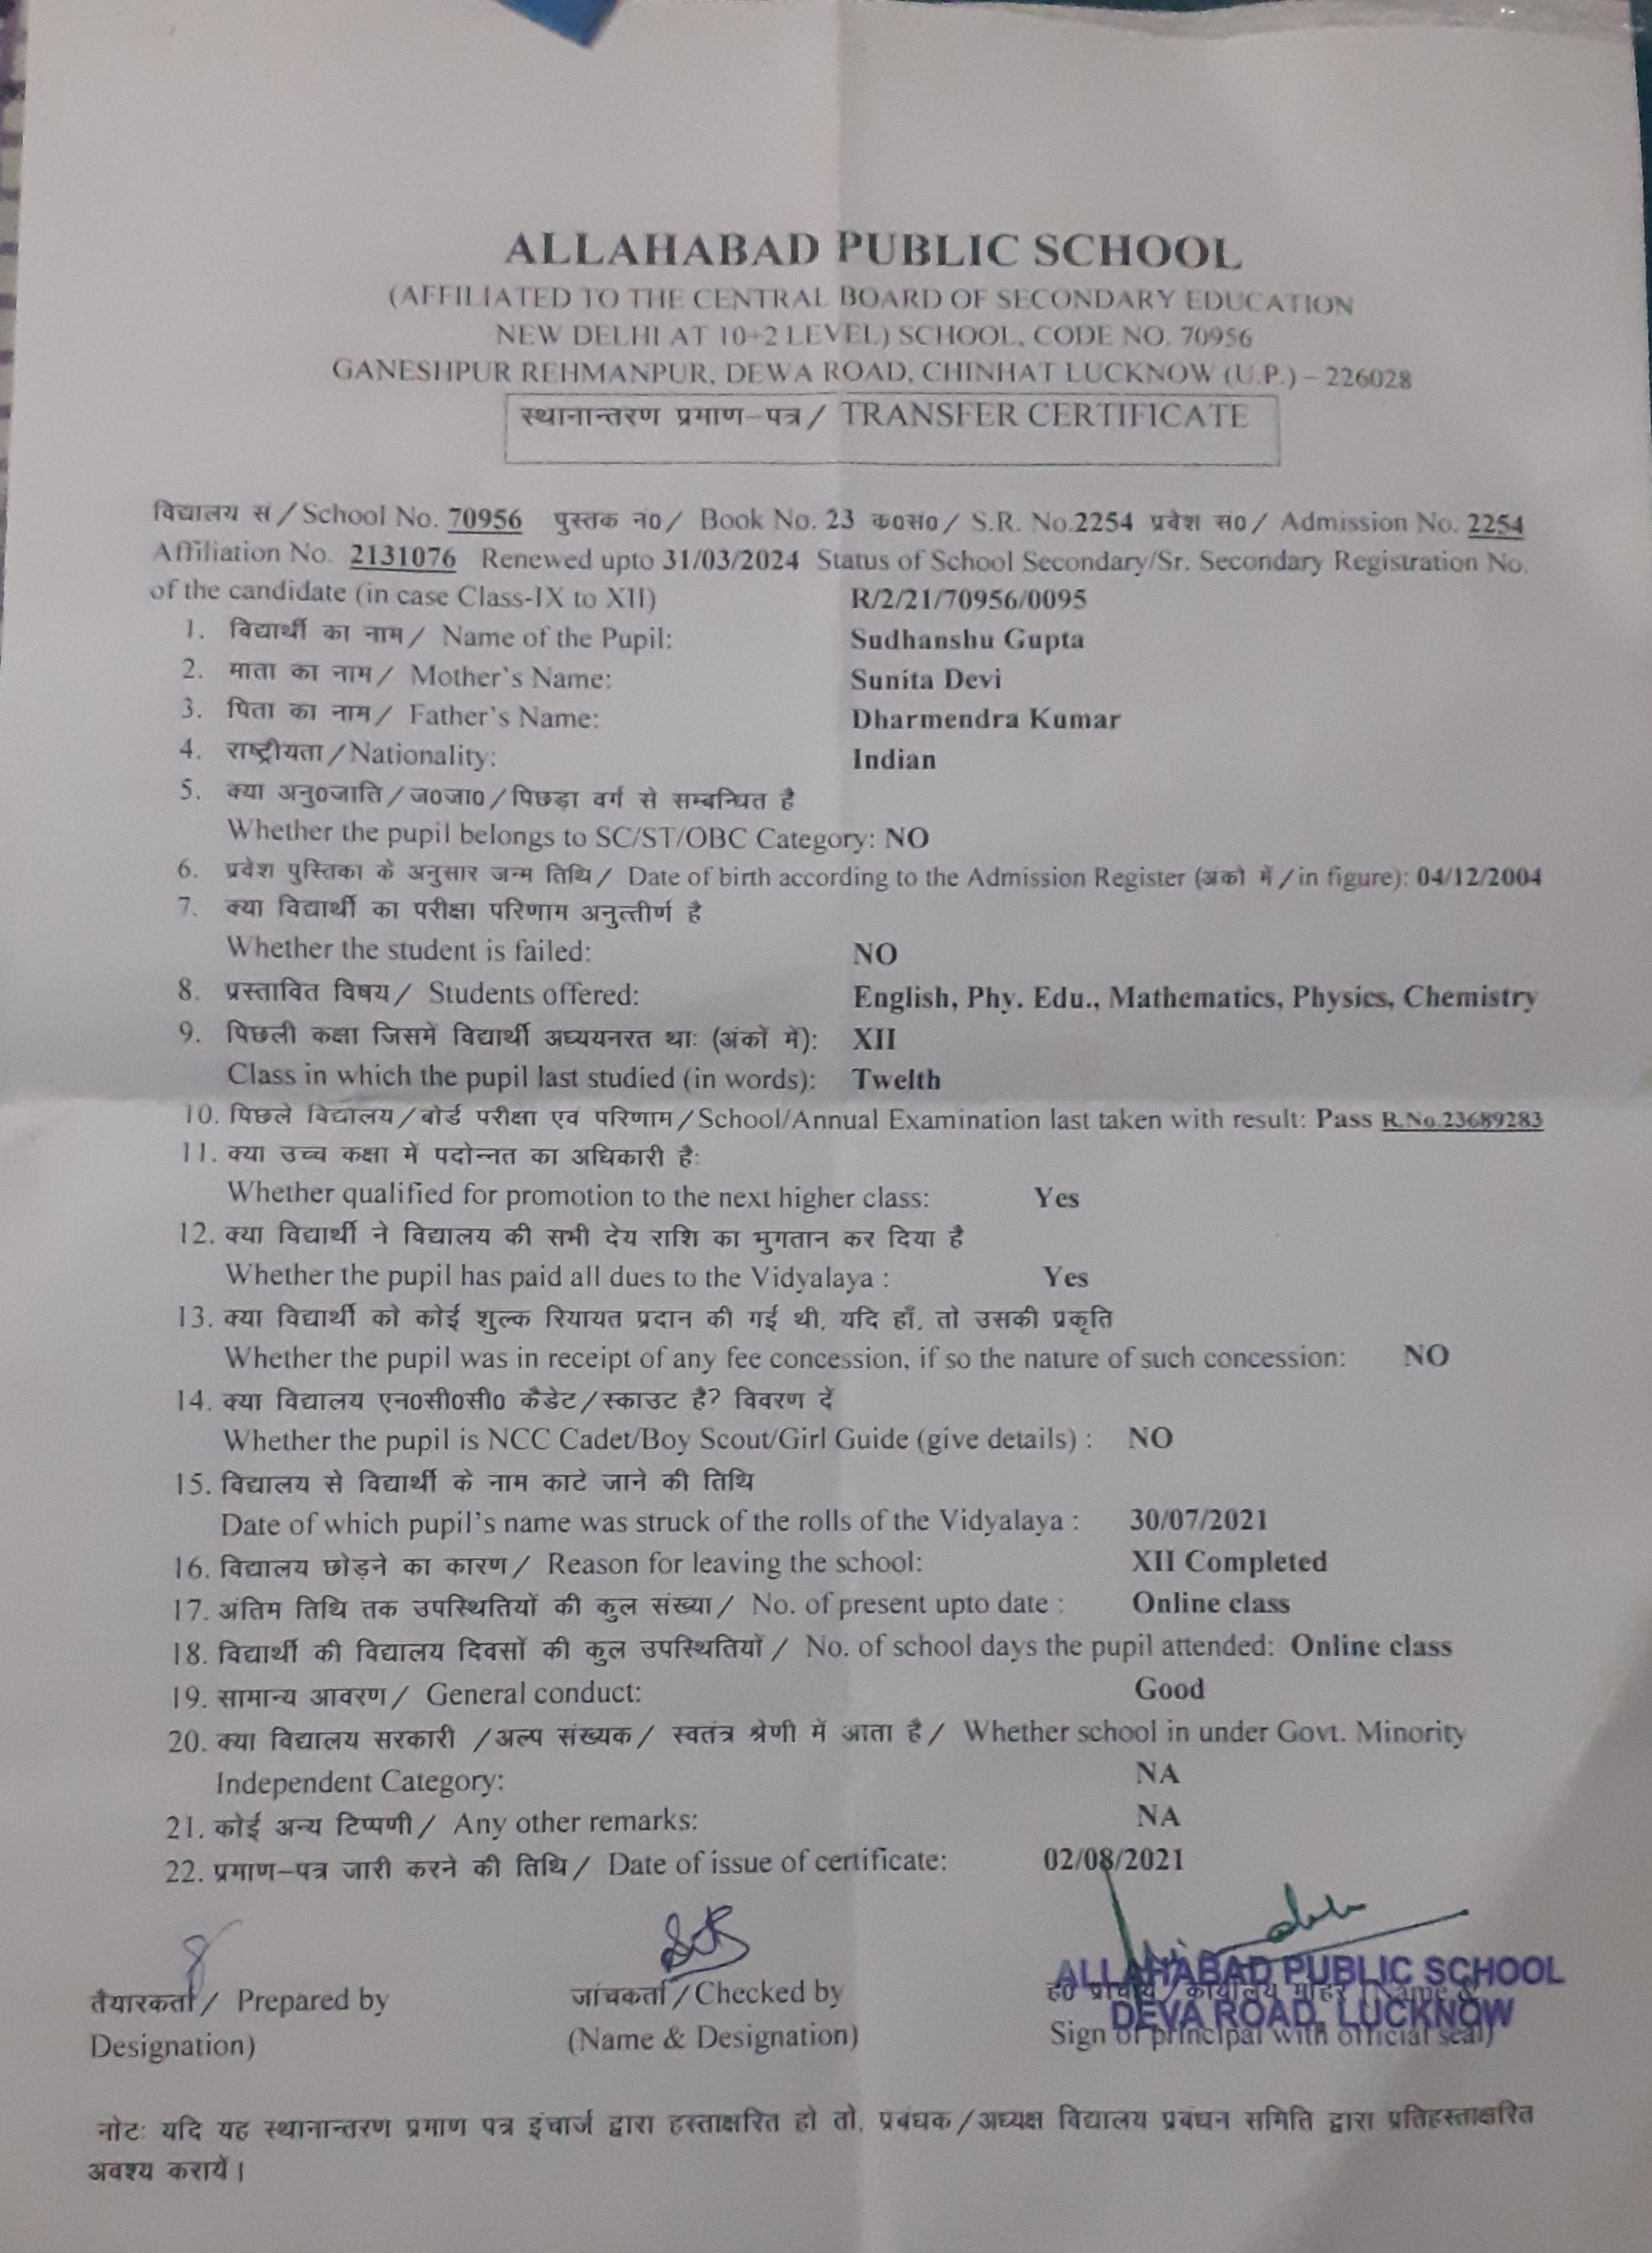 ALLAHABAD PUBLIC SCHOOL
(AFFILIATED TO THE CENTRAL BOARD OF SECONDARY EDUCATION
NEW DELHI AT 10+2 LEVEL) SCHOOL, CODE NO. 70956
GANESHPUR REHMANPUR, DEWA ROAD, CHINHAT LUCKNOW (U.P.) – 226028
स्थानान्तरण प्रमाण–पत्र / TRANSFER CERTIFICATE
विद्यालय सं / School No. 70956 पुस्तक नं0 / Book No. 23 क0सं0 / S.R. No.2254 प्रवेश सं0 / Admission No. 2254
Affiliation No. 2131076 Renewed upto 31/03/2024 Status of School Secondary/Sr. Secondary Registration No.
of the candidate (in case Class-IX to XII) R/2/21/70956/0095
1. विद्यार्थी का नाम / Name of the Pupil: Sudhanshu Gupta
2. माता का नाम / Mother's Name: Sunita Devi
3. पिता का नाम / Father's Name: Dharmendra Kumar
4. राष्ट्रीयता / Nationality: Indian
5. क्या अनु0जाति / ज0जा0 / पिछड़ा वर्ग से सम्बन्धित है
Whether the pupil belongs to SC/ST/OBC Category: NO
6. प्रवेश पुस्तिका के अनुसार जन्म तिथि / Date of birth according to the Admission Register (अंको में / in figure): 04/12/2004
7. क्या विद्यार्थी का परीक्षा परिणाम अनुत्तीर्ण है
Whether the student is failed: NO
8. प्रस्तावित विषय / Students offered: English, Phy. Edu., Mathematics, Physics, Chemistry
9. पिछली कक्षा जिसमें विद्यार्थी अध्ययनरत था: (अंकों में): XII
Class in which the pupil last studied (in words): Twelth
10. पिछले विद्यालय / बोर्ड परीक्षा एवं परिणाम / School/Annual Examination last taken with result: Pass R.No.23689283
11. क्या उच्च कक्षा में पदोन्नत का अधिकारी है:
Whether qualified for promotion to the next higher class: Yes
12. क्या विद्यार्थी ने विद्यालय की सभी देय राशि का भुगतान कर दिया है
Whether the pupil has paid all dues to the Vidyalaya : Yes
13. क्या विद्यार्थी को कोई शुल्क रियायत प्रदान की गई थी, यदि हाँ, तो उसकी प्रकृति
Whether the pupil was in receipt of any fee concession, if so the nature of such concession: NO
14. क्या विद्यालय एन0सी0सी0 कैडेट / स्काउट है? विवरण दें
Whether the pupil is NCC Cadet/Boy Scout/Girl Guide (give details) : NO
15. विद्यालय से विद्यार्थी के नाम काटे जाने की तिथि
Date of which pupil's name was struck of the rolls of the Vidyalaya : 30/07/2021
16. विद्यालय छोड़ने का कारण / Reason for leaving the school: XII Completed
17. अंतिम तिथि तक उपस्थितियों की कुल संख्या / No. of present upto date : Online class
18. विद्यार्थी की विद्यालय दिवसों की कुल उपस्थितियों / No. of school days the pupil attended: Online class
19. सामान्य आवरण / General conduct: Good
20. क्या विद्यालय सरकारी / अल्प संख्यक / स्वतंत्र श्रेणी में आता है / Whether school in under Govt. Minority
Independent Category: NA
21. कोई अन्य टिप्पणी / Any other remarks: NA
22. प्रमाण–पत्र जारी करने की तिथि / Date of issue of certificate: 02/08/2021
ALLAHABAD PUBLIC SCHOOL
DEVA ROAD, LUCKNOW
तैयारकर्ता / Prepared by जांचकर्ता / Checked by ह0 प्राचार्य / कार्यालय मोहर (Name &
Designation) (Name & Designation) Sign of principal with official seal)
नोट: यदि यह स्थानान्तरण प्रमाण पत्र इंचार्ज द्वारा हस्ताक्षरित हो तो, प्रबंधक / अध्यक्ष विद्यालय प्रबंधन समिति द्वारा प्रतिहस्ताक्षरित
अवश्य करायें।